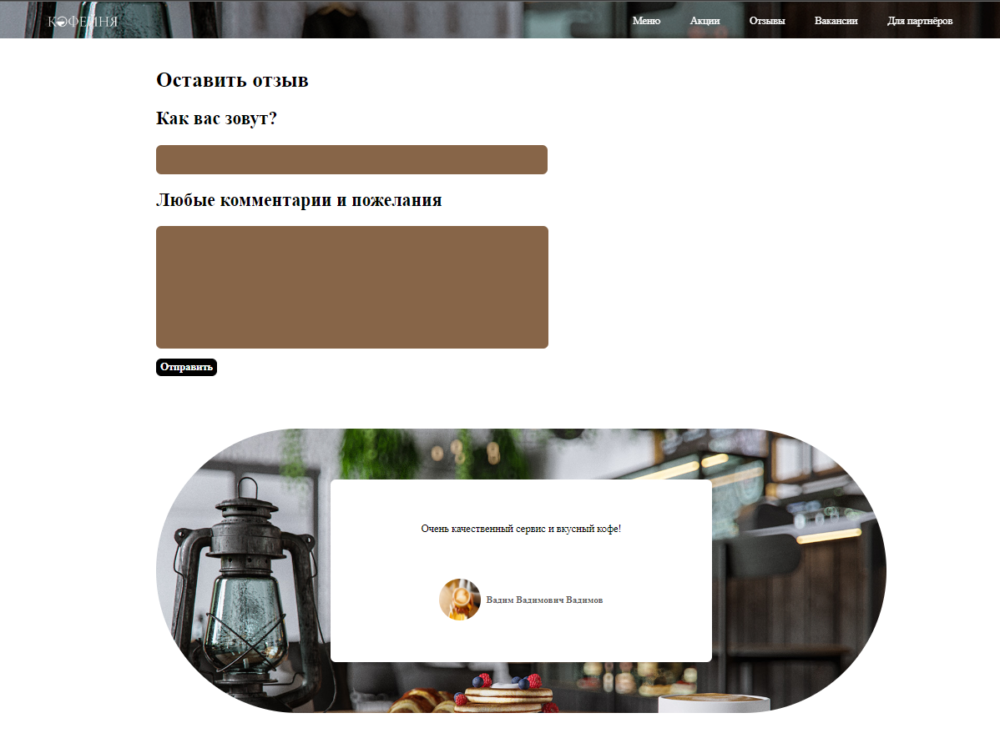 КОФЕЙНЯ
Меню Акции Отзывы Вакансии Для партнёров
Оставить отзыв
Как вас зовут?
Любые комментарии и пожелания
Отправить
Очень качественный сервис и вкусный кофе!
Вадим Вадимович Вадимов